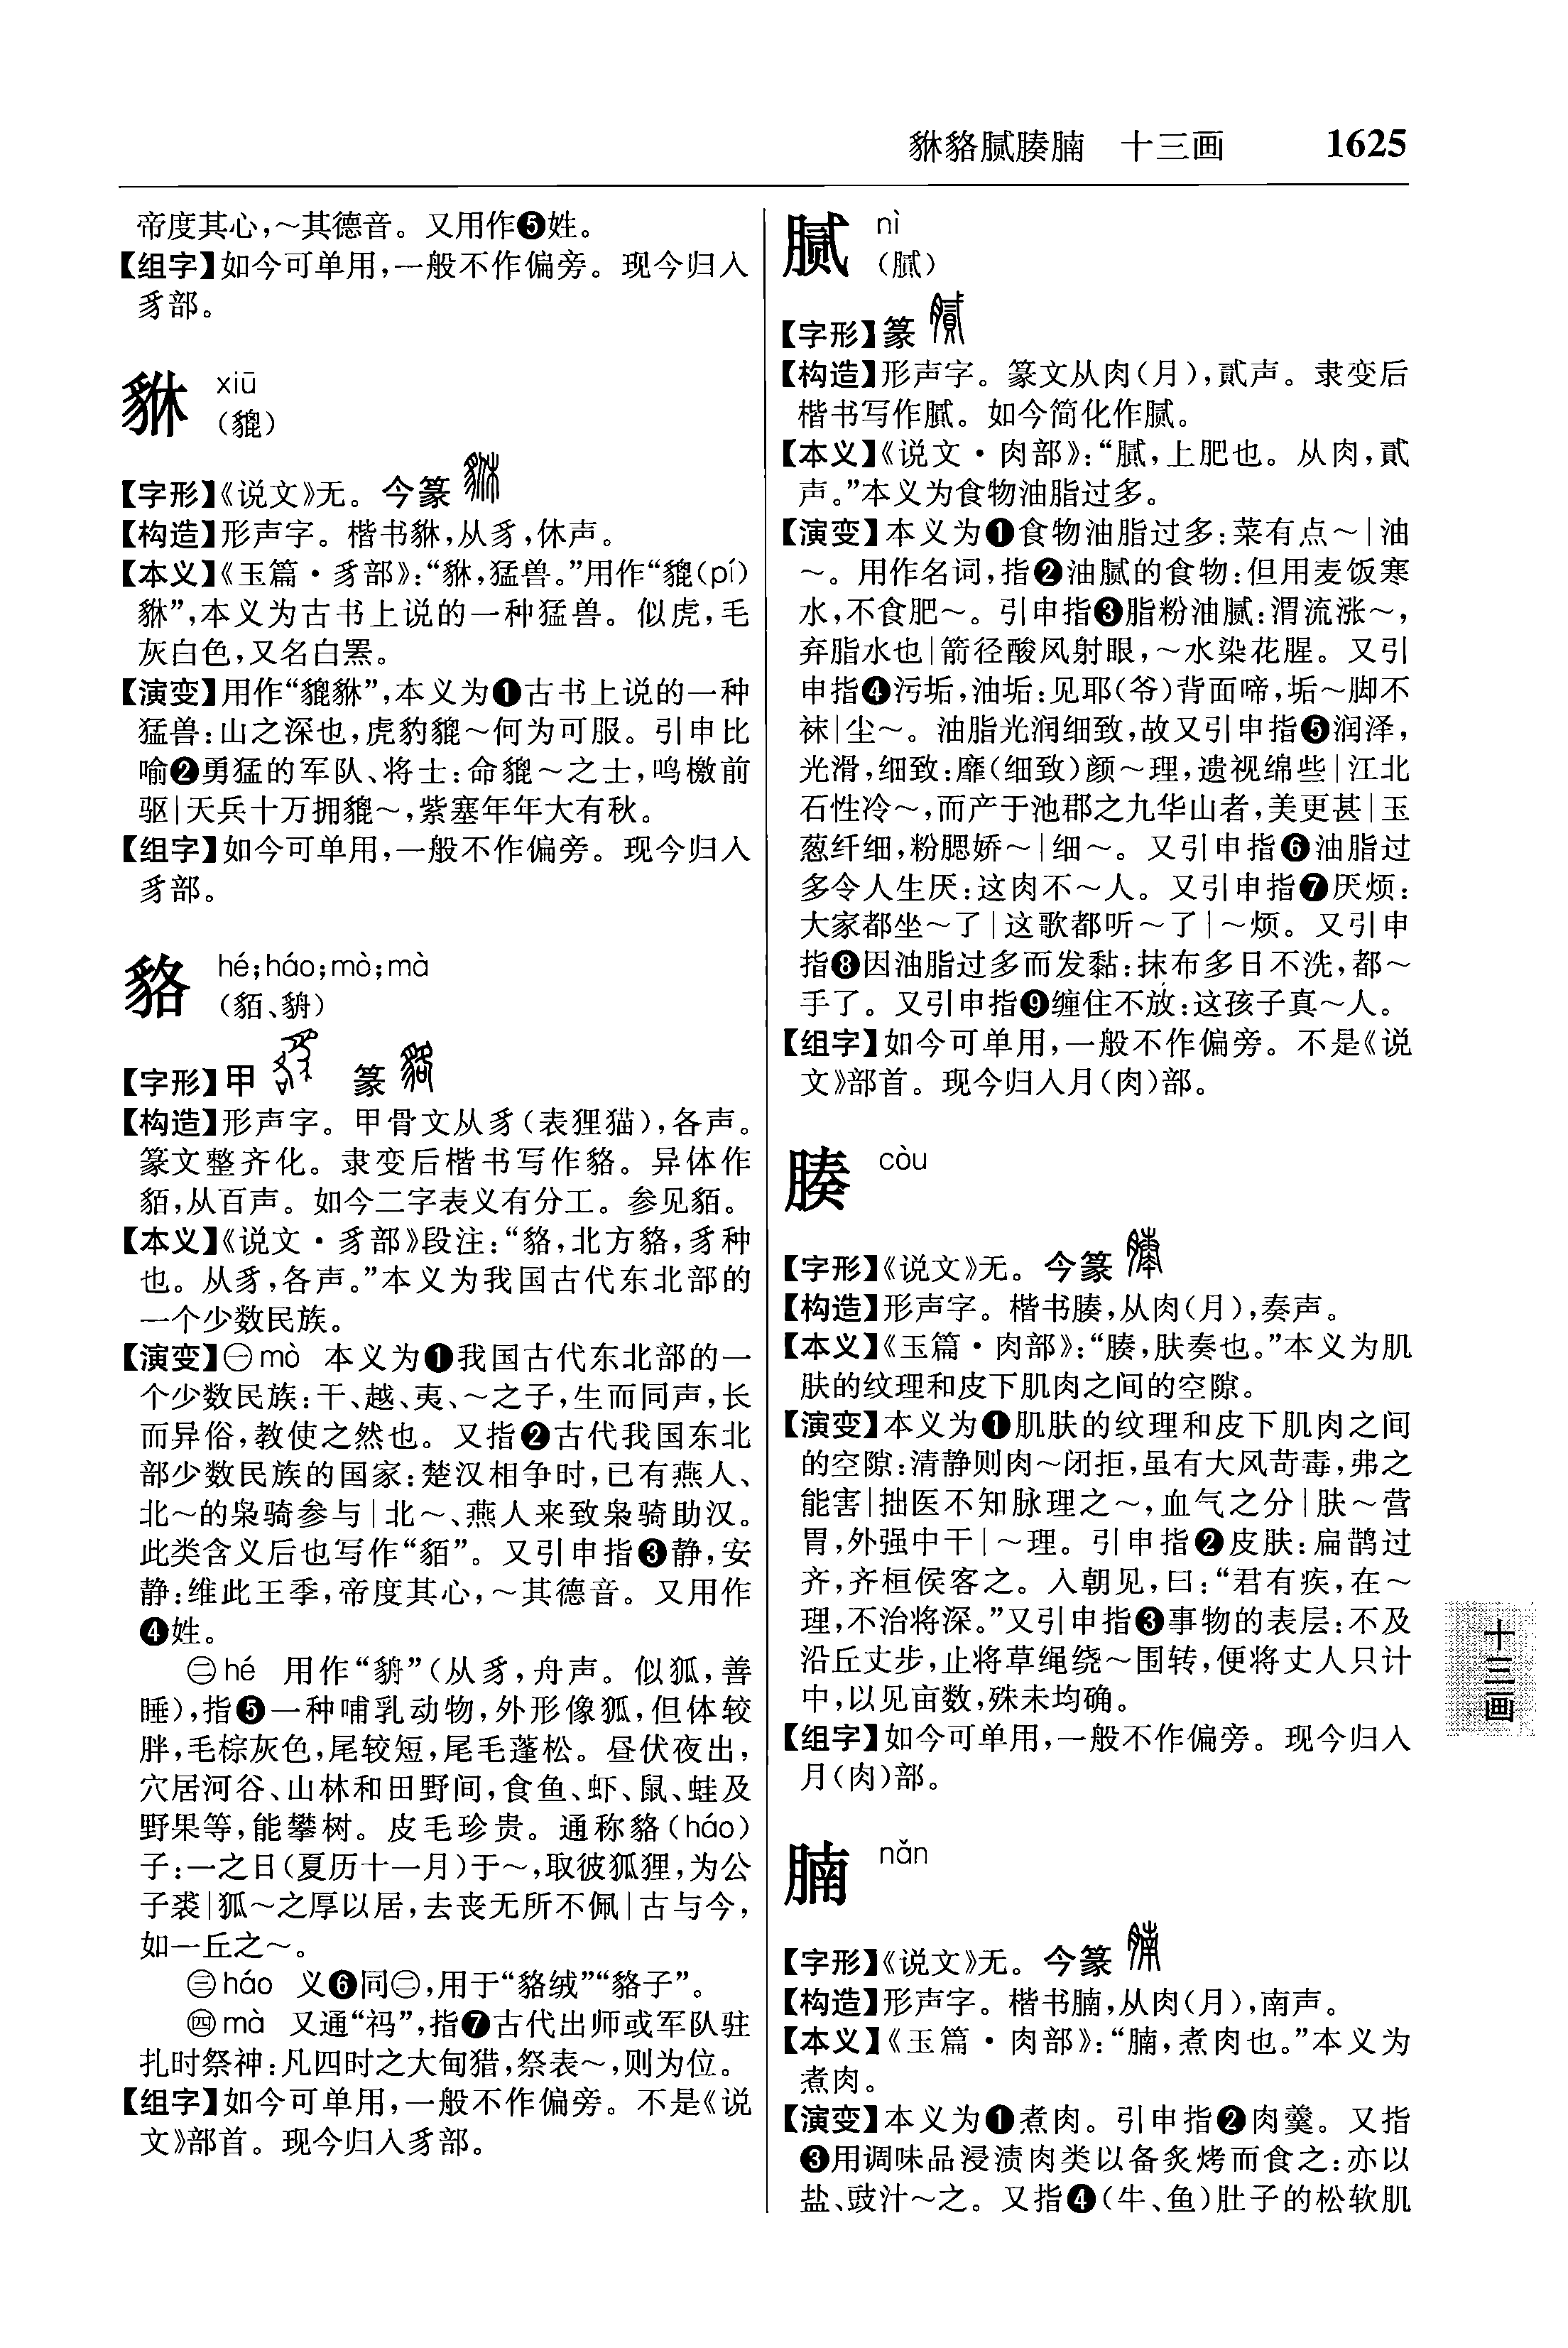 貅貉腻腠腩 十三画 1625
帝度其心,～其德音。又用作❺姓。
【组字】如今可单用,一般不作偏旁。现今归入
豸部。
貅 xiū
(貔)
【字形】《说文》无。今篆
【构造】形声字。楷书貅,从豸,休声。
【本义】《玉篇·豸部》:“貅,猛兽。”用作“貔(pí)
貅”,本义为古书上说的一种猛兽。似虎,毛
灰白色,又名白罴。
【演变】用作“貔貅”,本义为❶古书上说的一种
猛兽:山之深也,虎豹貔～何为可服。引申比
喻❷勇猛的军队、将士:命貔～之士,鸣檄前
驱|天兵十万拥貔～,紫塞年年大有秋。
【组字】如今可单用,一般不作偏旁。现今归入
豸部。
貉 hé;háo;mò;mà
(貊、貈)
【字形】甲 篆
【构造】形声字。甲骨文从豸(表狸猫),各声。
篆文整齐化。隶变后楷书写作貉。异体作
貊,从百声。如今二字表义有分工。参见貊。
【本义】《说文·豸部》段注:“貉,北方貉,豸种
也。从豸,各声。”本义为我国古代东北部的
一个少数民族。
【演变】㊀mò 本义为❶我国古代东北部的一
个少数民族:干、越、夷、～之子,生而同声,长
而异俗,教使之然也。又指❷古代我国东北
部少数民族的国家:楚汉相争时,已有燕人、
北～的枭骑参与|北～、燕人来致枭骑助汉。
此类含义后也写作“貊”。又引申指❸静,安
静:维此王季,帝度其心,～其德音。又用作
❹姓。
㊁hé 用作“貈”(从豸,舟声。似狐,善
睡),指❺一种哺乳动物,外形像狐,但体较
胖,毛棕灰色,尾较短,尾毛蓬松。昼伏夜出,
穴居河谷、山林和田野间,食鱼、虾、鼠、蛙及
野果等,能攀树。皮毛珍贵。通称貉(háo)
子:一之日(夏历十一月)于～,取彼狐狸,为公
子裘|狐～之厚以居,去丧无所不佩|古与今,
如一丘之～。
㊂háo 义❻同㊁,用于“貉绒”“貉子”。
㊃mà 又通“祃”,指❼古代出师或军队驻
扎时祭神:凡四时之大甸猎,祭表～,则为位。
【组字】如今可单用,一般不作偏旁。不是《说
文》部首。现今归入豸部。
腻 nì
(膩)
【字形】篆
【构造】形声字。篆文从肉(月),貳声。隶变后
楷书写作膩。如今简化作腻。
【本义】《说文·肉部》:“膩,上肥也。从肉,貳
声。”本义为食物油脂过多。
【演变】本义为❶食物油脂过多:菜有点～|油
～。用作名词,指❷油腻的食物:但用麦饭寒
水,不食肥～。引申指❸脂粉油腻:渭流涨～,
弃脂水也|箭径酸风射眼,～水染花腥。又引
申指❹污垢,油垢:见耶(爷)背面啼,垢～脚不
袜|尘～。油脂光润细致,故又引申指❺润泽,
光滑,细致:靡(细致)颜～理,遗视绵些|江北
石性冷～,而产于池郡之九华山者,美更甚|玉
葱纤细,粉腮娇～|细～。又引申指❻油脂过
多令人生厌:这肉不～人。又引申指❼厌烦:
大家都坐～了|这歌都听～了|～烦。又引申
指❽因油脂过多而发黏:抹布多日不洗,都～
手了。又引申指❾缠住不放:这孩子真～人。
【组字】如今可单用,一般不作偏旁。不是《说
文》部首。现今归入月(肉)部。
腠 còu
【字形】《说文》无。今篆
【构造】形声字。楷书腠,从肉(月),奏声。
【本义】《玉篇·肉部》:“腠,肤奏也。”本义为肌
肤的纹理和皮下肌肉之间的空隙。
【演变】本义为❶肌肤的纹理和皮下肌肉之间
的空隙:清静则肉～闭拒,虽有大风苛毒,弗之
能害|拙医不知脉理之～,血气之分|肤～营
胃,外强中干|～理。引申指❷皮肤:扁鹊过
齐,齐桓侯客之。入朝见,曰:“君有疾,在～
理,不治将深。”又引申指❸事物的表层:不及
沿丘丈步,止将草绳绕～围转,便将丈人只计
中,以见亩数,殊未均确。
【组字】如今可单用,一般不作偏旁。现今归入
月(肉)部。
腩 nǎn
【字形】《说文》无。今篆
【构造】形声字。楷书腩,从肉(月),南声。
【本义】《玉篇·肉部》:“腩,煮肉也。”本义为
煮肉。
【演变】本义为❶煮肉。引申指❷肉羹。又指
❸用调味品浸渍肉类以备炙烤而食之:亦以
盐、豉汁～之。又指❹(牛、鱼)肚子的松软肌
十三画